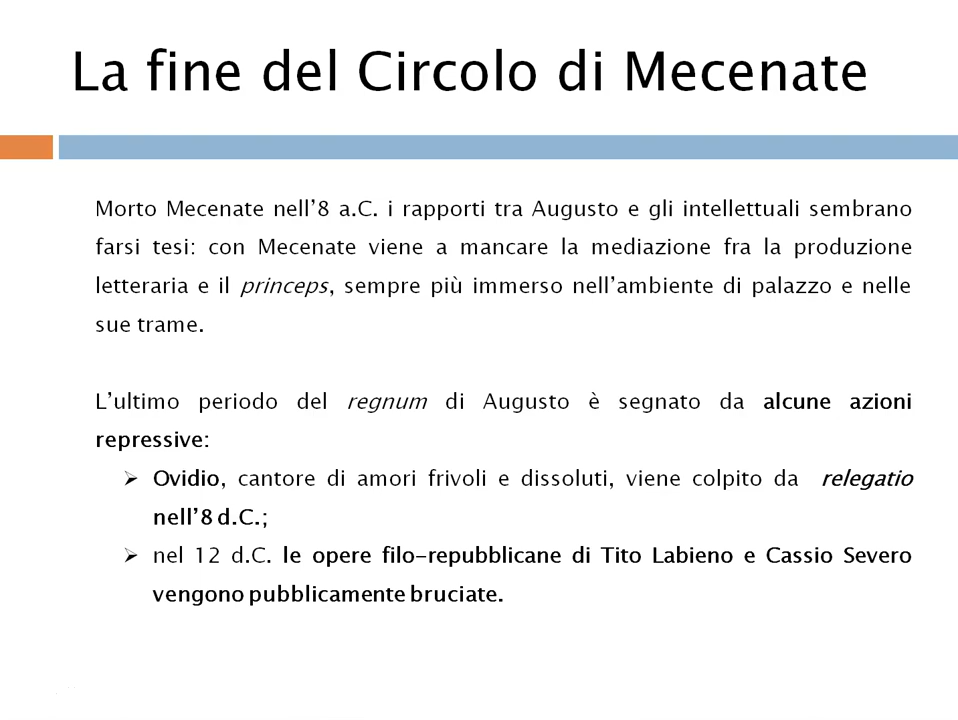 La fine del Circolo di Mecenate
Morto Mecenate nell’8 a.C. i rapporti tra Augusto e gli intellettuali sembrano
farsi tesi: con Mecenate viene a mancare la mediazione fra la produzione
letteraria e il princeps, sempre più immerso nell’ambiente di palazzo e nelle
sue trame.
L’ultimo periodo del regnum di Augusto è segnato da alcune azioni
repressive:
➢ Ovidio, cantore di amori frivoli e dissoluti, viene colpito da relegatio
nell’8 d.C.;
➢ nel 12 d.C. le opere filo-repubblicane di Tito Labieno e Cassio Severo
vengono pubblicamente bruciate.